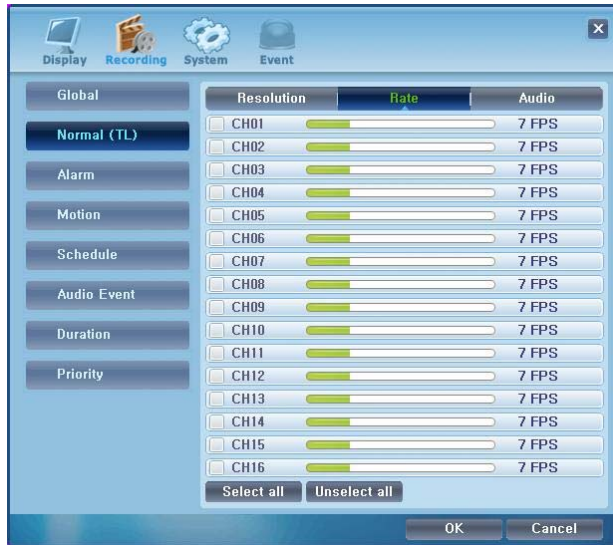 Display Recording System Event
Global
Normal (TL)
Alarm
Motion
Schedule
Audio Event
Duration
Priority
Resolution Rate Audio
CH01 7 FPS
CH02 7 FPS
CH03 7 FPS
CH04 7 FPS
CH05 7 FPS
CH06 7 FPS
CH07 7 FPS
CH08 7 FPS
CH09 7 FPS
CH10 7 FPS
CH11 7 FPS
CH12 7 FPS
CH13 7 FPS
CH14 7 FPS
CH15 7 FPS
CH16 7 FPS
Select all Unselect all
OK Cancel